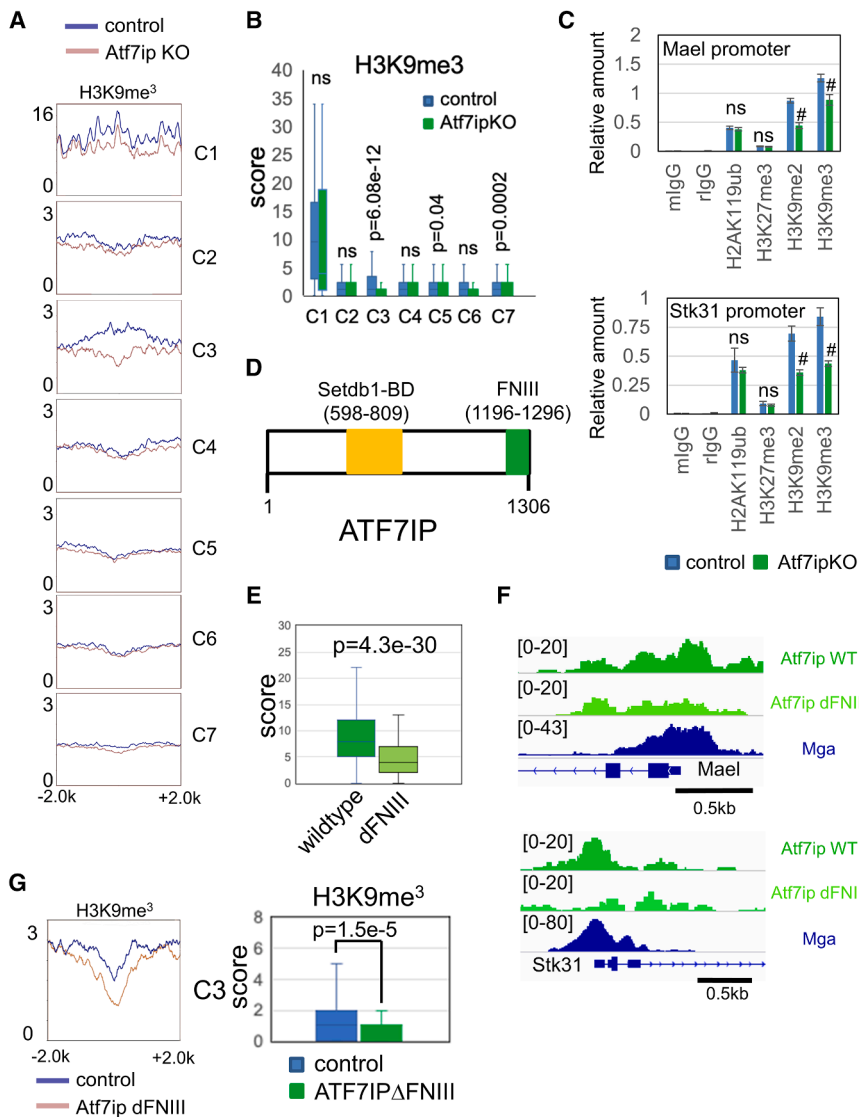 A
control
Atf7ip KO
H3K9me3
16
0
C1
3
0
C2
3
0
C3
3
0
C4
3
0
C5
3
0
C6
3
0
C7
-2.0k
+2.0k
B
H3K9me3
40
35
30
25
20
15
10
5
0
score
control
Atf7ipKO
ns
ns
p=6.08e-12
ns
p=0.04
ns
p=0.0002
C1 C2 C3 C4 C5 C6 C7
C
Relative amount
2
1.5
1
0.5
0
Mael promoter
ns
ns
#
#
mIgG
rIgG
H2AK119ub
H3K27me3
H3K9me2
H3K9me3
Relative amount
1
0.75
0.5
0.25
0
Stk31 promoter
ns
ns
#
#
mIgG
rIgG
H2AK119ub
H3K27me3
H3K9me2
H3K9me3
control Atf7ipKO
D
Setdb1-BD
(598-809)
FNIII
(1196-1296)
1
1306
ATF7IP
E
score
30
25
20
15
10
5
0
p=4.3e-30
wildtype
dFNIII
F
[0-20]
Atf7ip WT
[0-20]
Atf7ip dFNI
[0-43]
Mga
Mael
0.5kb
[0-20]
Atf7ip WT
[0-20]
Atf7ip dFNI
[0-80]
Mga
Stk31
0.5kb
G
H3K9me3
3
0
-2.0k
+2.0k
C3
control
Atf7ip dFNIII
H3K9me3
score
8
6
4
2
0
p=1.5e-5
control
ATF7IPΔFNIII